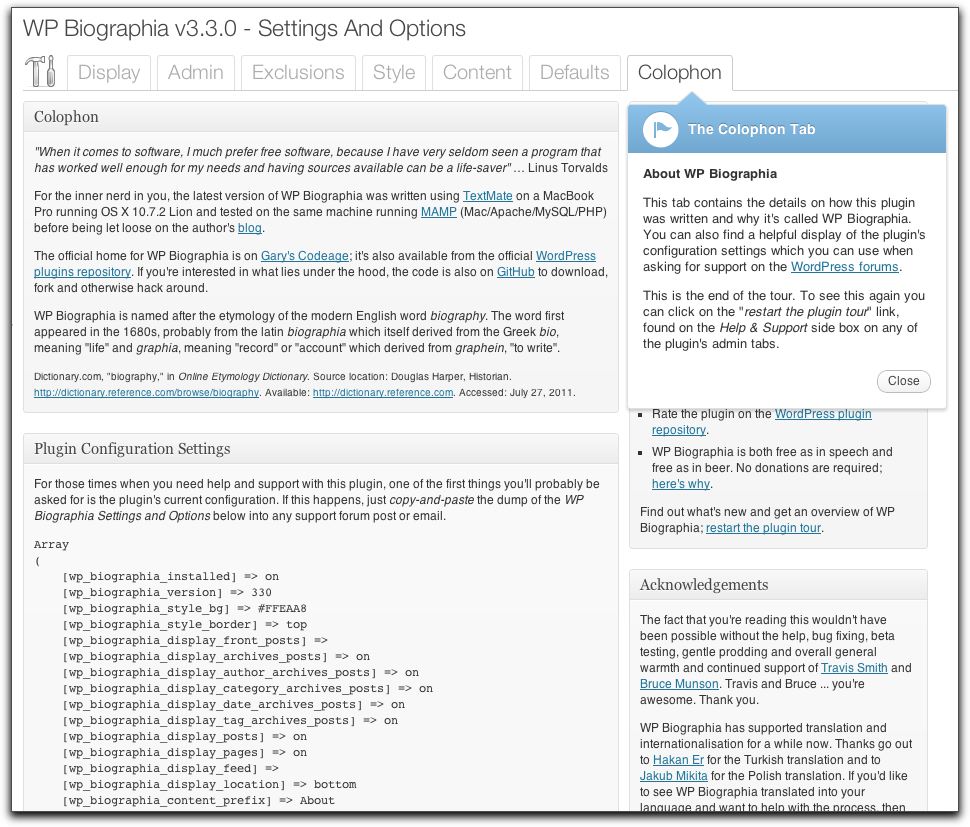 WP Biographia v3.3.0 - Settings And Options
Display Admin Exclusions Style Content Defaults Colophon
Colophon
"When it comes to software, I much prefer free software, because I have very seldom seen a program that
has worked well enough for my needs and having sources available can be a life-saver" ... Linus Torvalds
For the inner nerd in you, the latest version of WP Biographia was written using TextMate on a MacBook
Pro running OS X 10.7.2 Lion and tested on the same machine running MAMP (Mac/Apache/MySQL/PHP)
before being let loose on the author's blog.
The official home for WP Biographia is on Gary's Codeage; it's also available from the official WordPress
plugins repository. If you're interested in what lies under the hood, the code is also on GitHub to download,
fork and otherwise hack around.
WP Biographia is named after the etymology of the modern English word biography. The word first
appeared in the 1680s, probably from the latin biographia which itself derived from the Greek bio,
meaning "life" and graphia, meaning "record" or "account" which derived from graphein, "to write".
Dictionary.com, "biography," in Online Etymology Dictionary. Source location: Douglas Harper, Historian.
http://dictionary.reference.com/browse/biography. Available: http://dictionary.reference.com. Accessed: July 27, 2011.
Plugin Configuration Settings
For those times when you need help and support with this plugin, one of the first things you'll probably be
asked for is the plugin's current configuration. If this happens, just copy-and-paste the dump of the WP
Biographia Settings and Options below into any support forum post or email.
Array
(
[wp_biographia_installed] => on
[wp_biographia_version] => 330
[wp_biographia_style_bg] => #FFEAA8
[wp_biographia_style_border] => top
[wp_biographia_display_front_posts] =>
[wp_biographia_display_archives_posts] => on
[wp_biographia_display_author_archives_posts] => on
[wp_biographia_display_category_archives_posts] => on
[wp_biographia_display_date_archives_posts] => on
[wp_biographia_display_tag_archives_posts] => on
[wp_biographia_display_posts] => on
[wp_biographia_display_pages] => on
[wp_biographia_display_feed] =>
[wp_biographia_display_location] => bottom
[wp_biographia_content_prefix] => About
The Colophon Tab
About WP Biographia
This tab contains the details on how this plugin
was written and why it's called WP Biographia.
You can also find a helpful display of the plugin's
configuration settings which you can use when
asking for support on the WordPress forums.
This is the end of the tour. To see this again you
can click on the "restart the plugin tour" link,
found on the Help & Support side box on any of
the plugin's admin tabs.
Close
Rate the plugin on the WordPress plugin
repository.
WP Biographia is both free as in speech and
free as in beer. No donations are required;
here's why.
Find out what's new and get an overview of WP
Biographia; restart the plugin tour.
Acknowledgements
The fact that you're reading this wouldn't have
been possible without the help, bug fixing, beta
testing, gentle prodding and overall general
warmth and continued support of Travis Smith and
Bruce Munson. Travis and Bruce ... you're
awesome. Thank you.
WP Biographia has supported translation and
internationalisation for a while now. Thanks go out
to Hakan Er for the Turkish translation and to
Jakub Mikita for the Polish translation. If you'd like
to see WP Biographia translated into your
language and want to help with the process, then